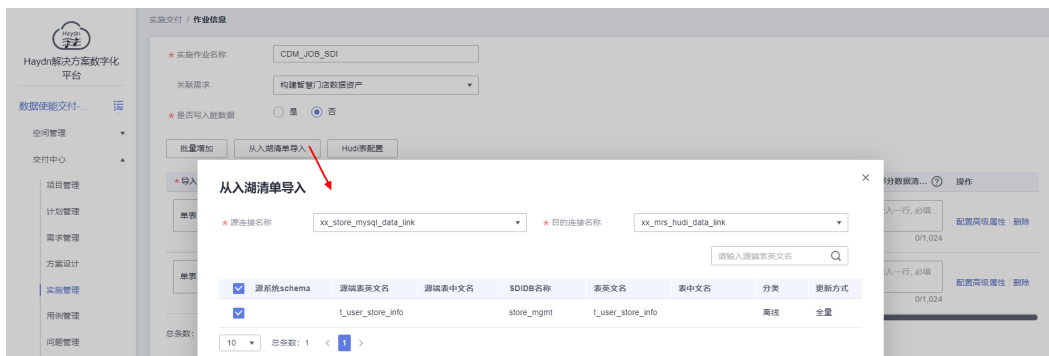 实施交付 / 作业信息
Haydn
Haydn解决方案数字化
平台
数据使能交付-...
空间管理
交付中心
项目管理
计划管理
需求管理
方案设计
实施管理
用例管理
问题管理
* 实施作业名称 CDM_JOB_SDI
关联需求 构建智慧门店数据资产
* 是否写入脏数据 是 否
批量增加 从入湖清单导入 Hudi表配置
* 导入 部分数据清... ? 操作
单表 入一行, 必填 配置高级属性 删除
0/1,024
单表 入一行, 必填 配置高级属性 删除
0/1,024
总条数:
从入湖清单导入 ×
* 源连接名称 xx_store_mysql_data_link * 目的连接名称 xx_mrs_hudi_data_link
请输入源端表英文名
源系统schema 源端表英文名 源端表中文名 SDIDB名称 表英文名 表中文名 分类 更新方式
t_user_store_info store_mgmt t_user_store_info 离线 全量
10 总条数: 1 < 1 >